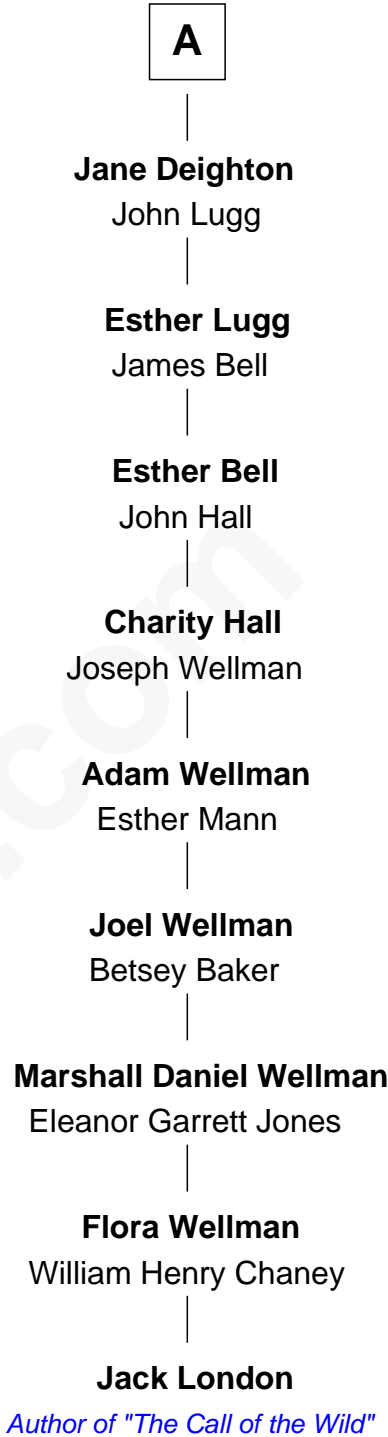 A
Jane Deighton
John Lugg
Esther Lugg
James Bell
Esther Bell
John Hall
Charity Hall
Joseph Wellman
Adam Wellman
Esther Mann
Joel Wellman
Betsey Baker
Marshall Daniel Wellman
Eleanor Garrett Jones
Flora Wellman
William Henry Chaney
Jack London
Author of "The Call of the Wild"
.com